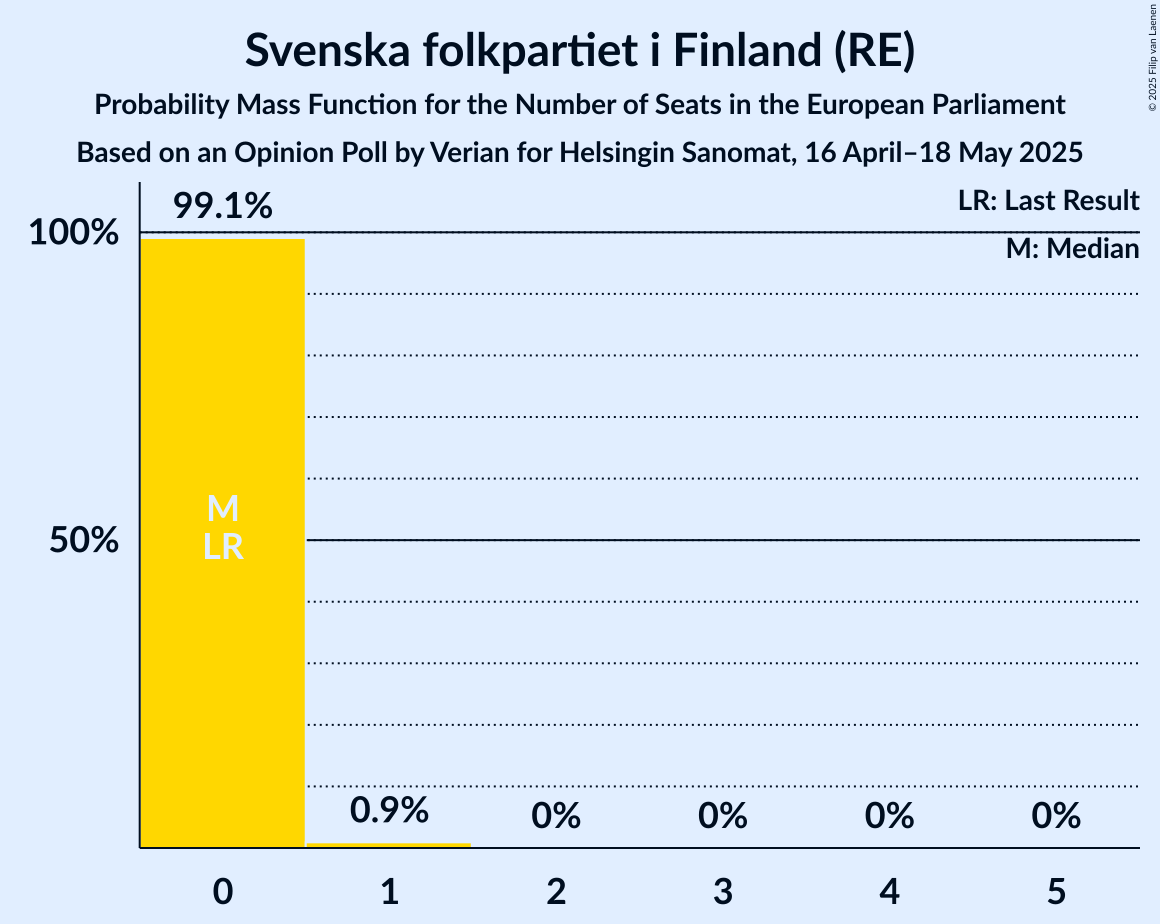 Svenska folkpartiet i Finland (RE)
Probability Mass Function for the Number of Seats in the European Parliament
Based on an Opinion Poll by Verian for Helsingin Sanomat, 16 April–18 May 2025
© 2025 Filip van Laenen
LR: Last Result
M: Median
99.1%
100%
M
LR
50%
0.9%
0%
0%
0%
0%
0
1
2
3
4
5